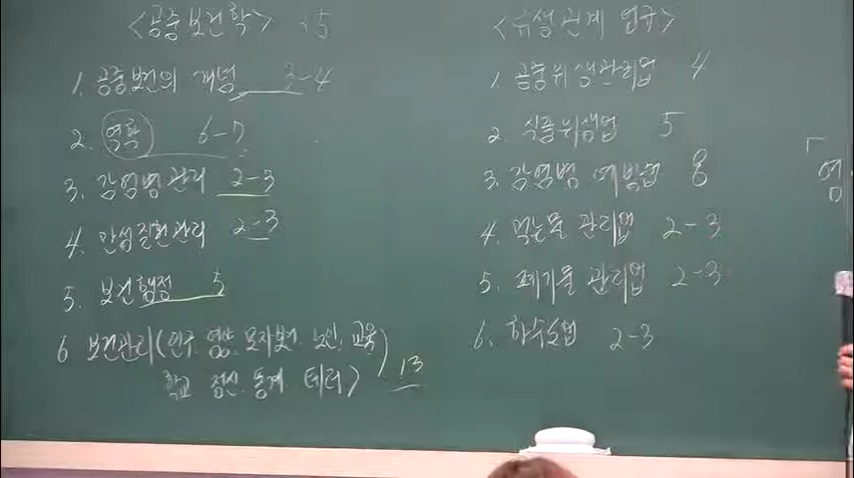 <공중보건학> 35
1. 공중보건의 개념 3-4
2. 역학 6-7
3. 감염병관리 2-3
4. 만성질환관리 2-3
5. 보건행정 5
6 보건관리(인구. 영양. 모자보건. 노인. 교육
학교 정신. 통계 ) 13
<위생관계 법규>
1. 공중위생관리법 4
2. 식품위생법 5
3. 감염병 예방법 8
4. 먹는물 관리법 2-3
5. 폐기물 관리법 2-3
6. 하수도법 2-3